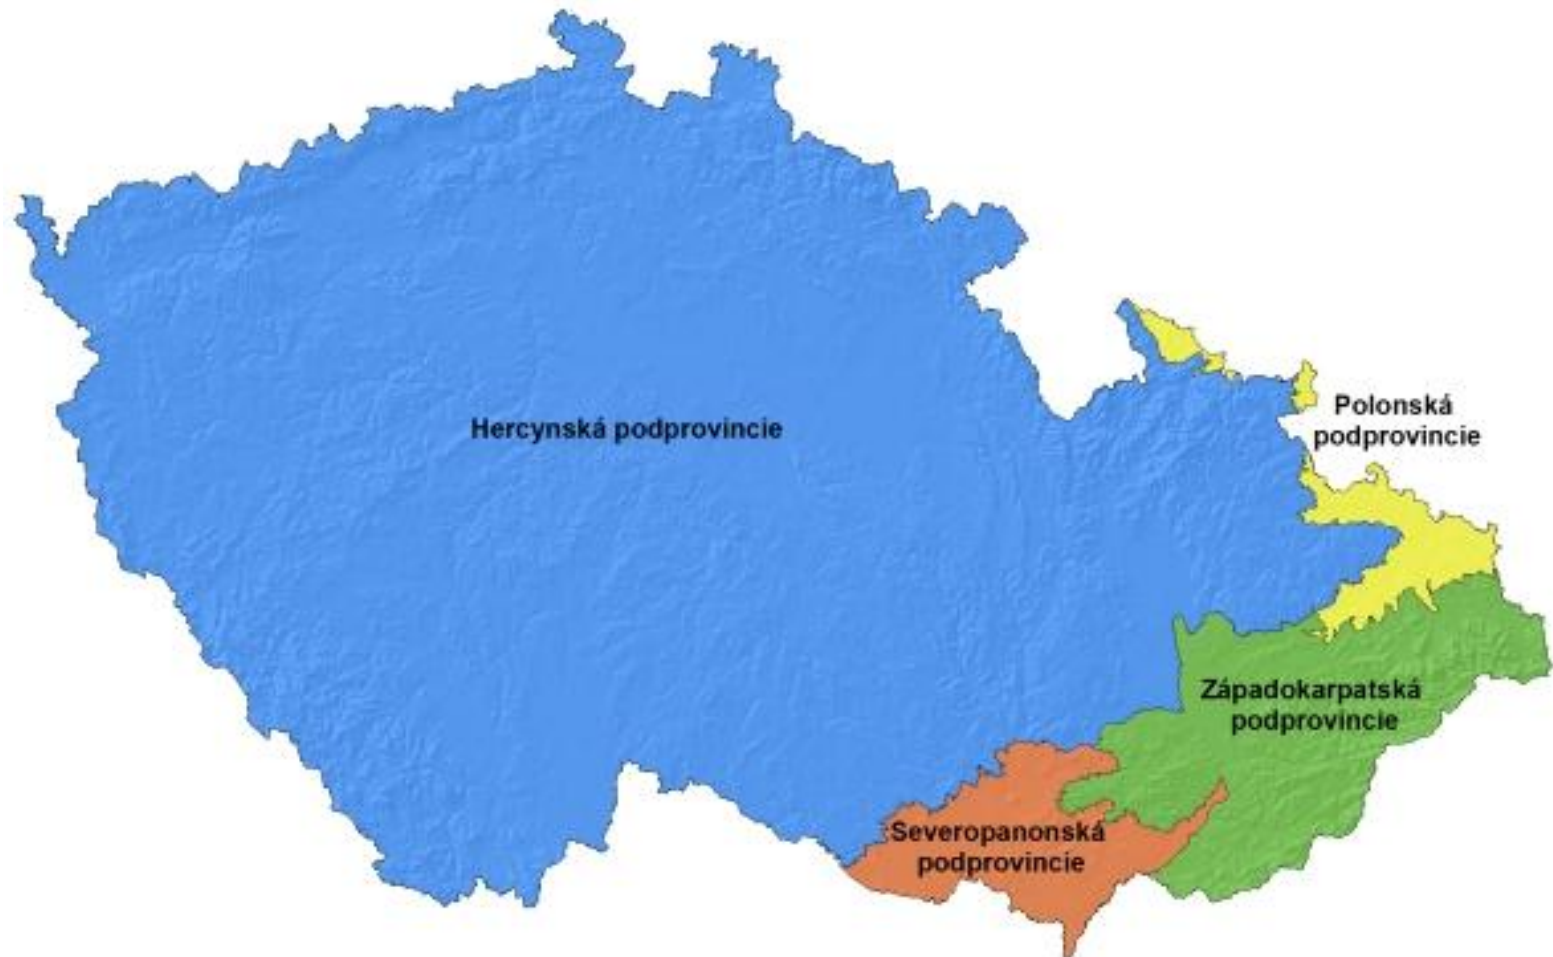 Hercynská podprovincie
Polonská
podprovincie
Západokarpatská
podprovincie
Severopanonská
podprovincie